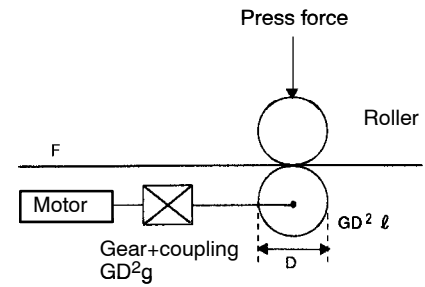 Press force
Roller
F
Motor
GD² ℓ
Gear+coupling
GD²g
D